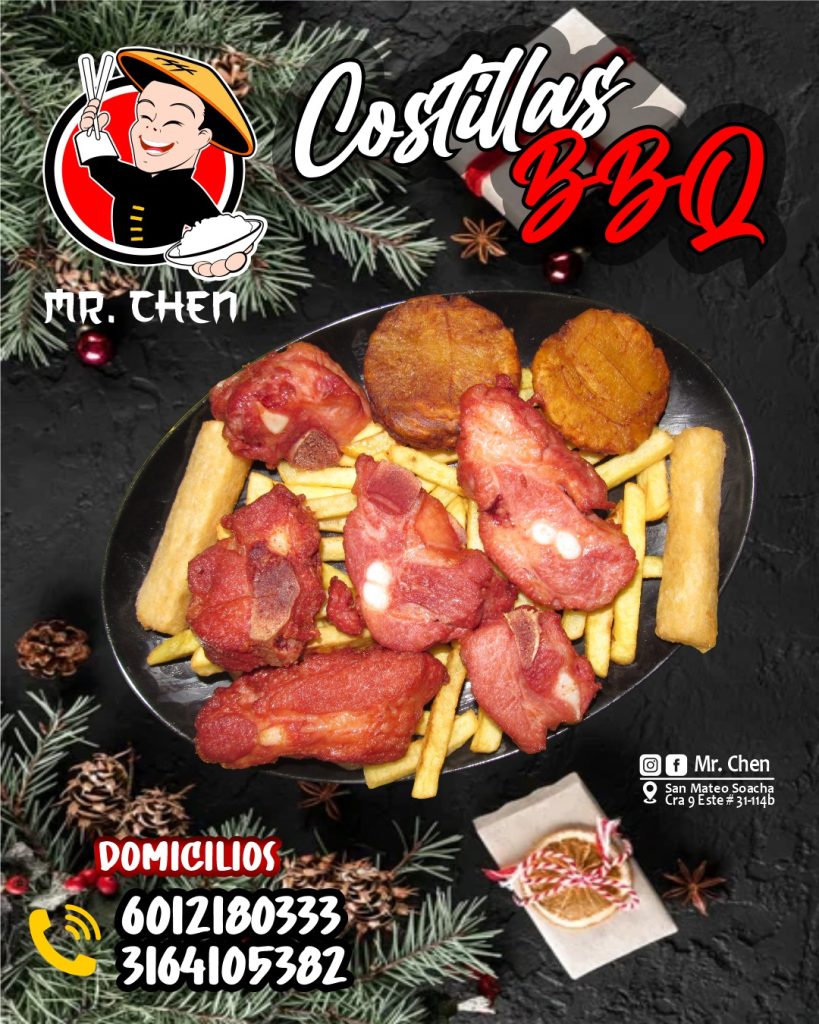 Costillas
BBQ
MR. CHEN
Mr. Chen
San Mateo Soacha
Cra 9 Este # 31-114b
DOMICILIOS
6012180333
3164105382